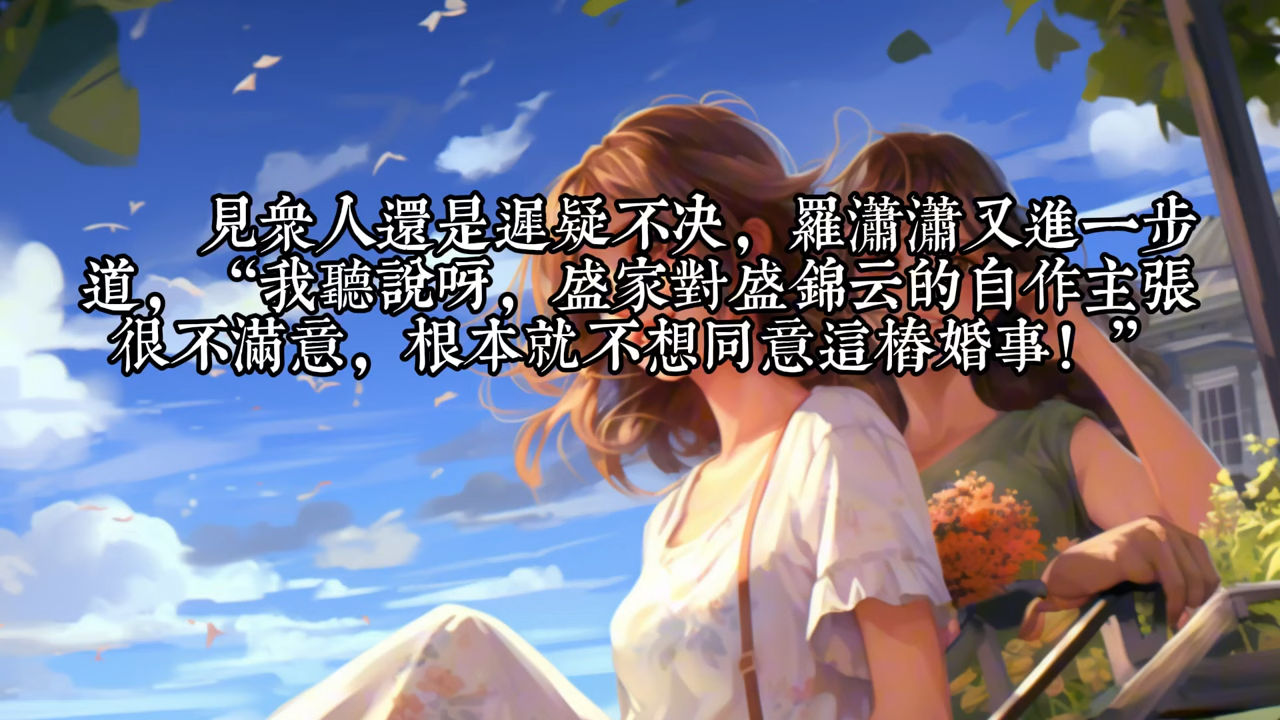 見衆人還是遲疑不决，羅瀟瀟又進一步
道，“我聽說呀，盛家對盛錦云的自作主張
很不滿意，根本就不想同意這樁婚事！”